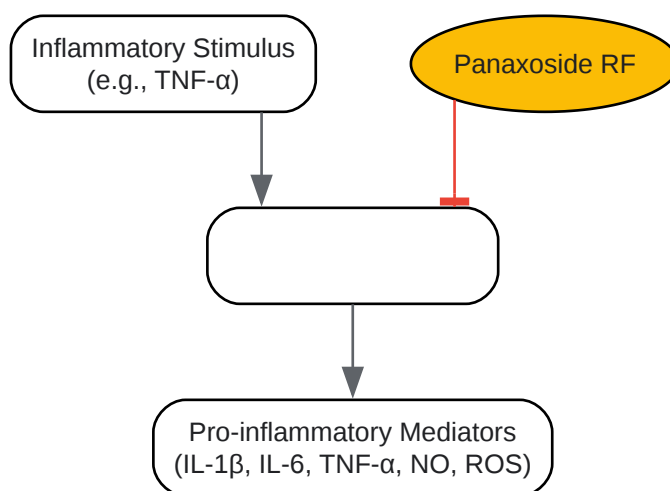 Inflammatory Stimulus
(e.g., TNF-α)
Panaxoside RF
Pro-inflammatory Mediators
(IL-1β, IL-6, TNF-α, NO, ROS)